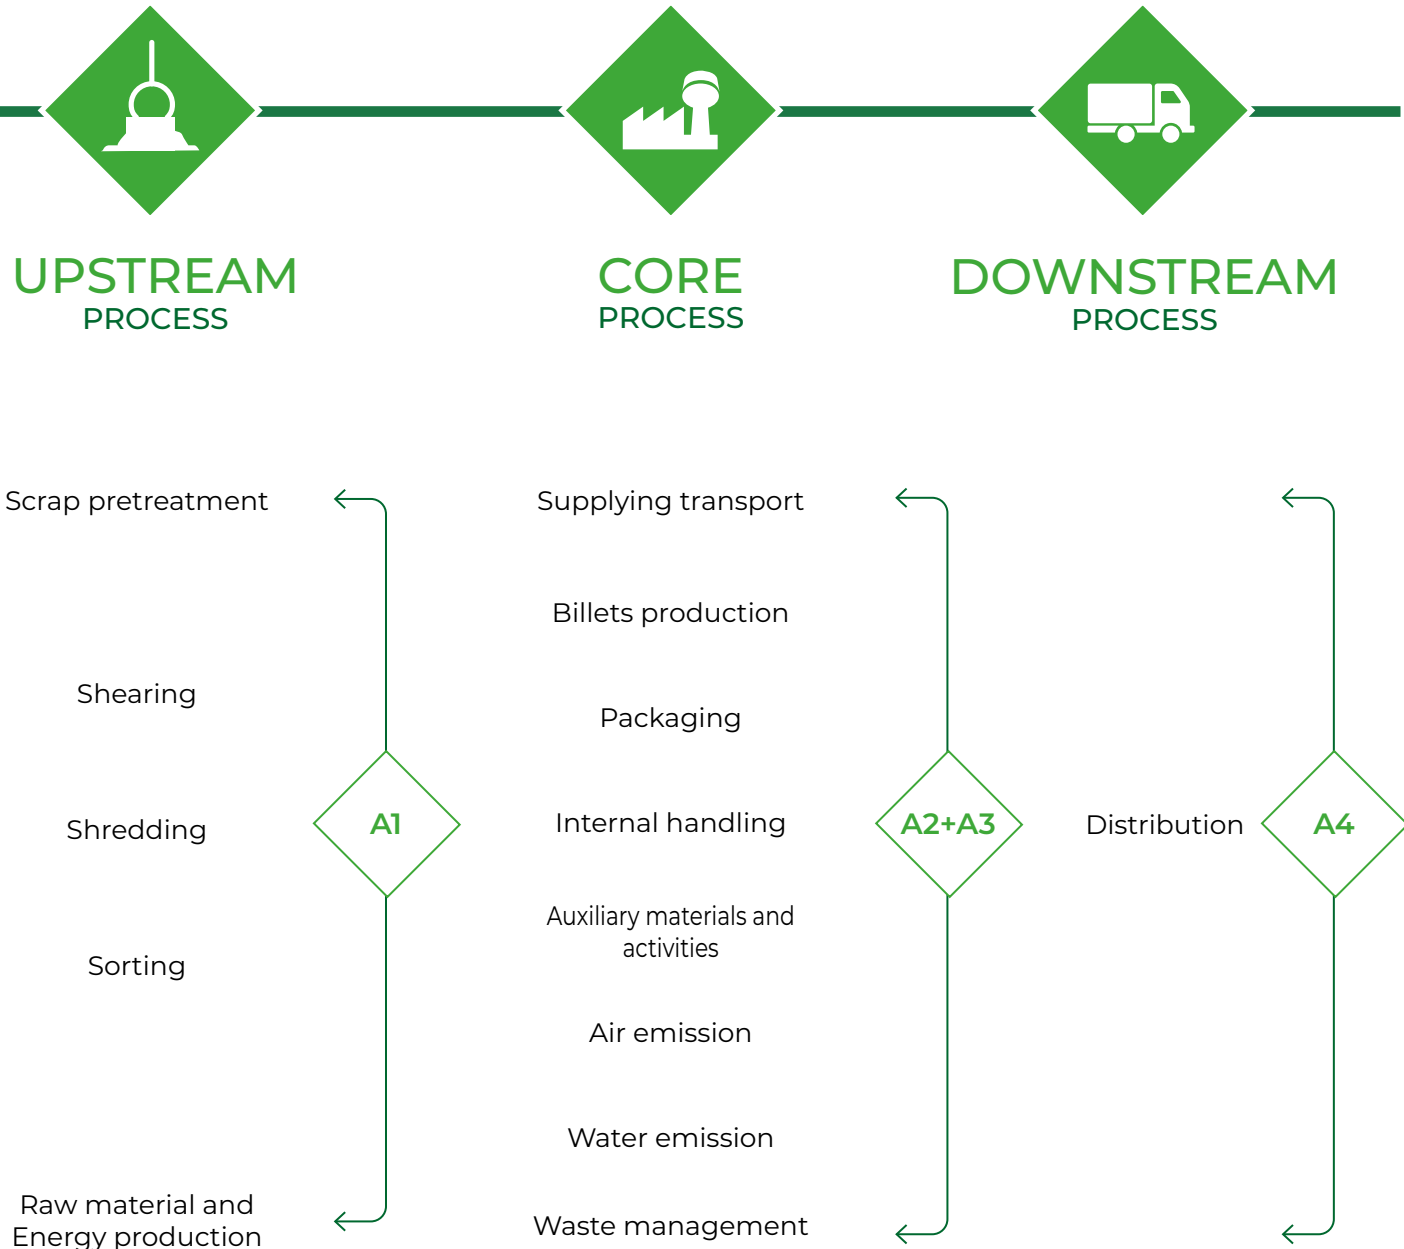 UPSTREAM
PROCESS
CORE
PROCESS
DOWNSTREAM
PROCESS
Scrap pretreatment
Shearing
Shredding
Sorting
Raw material and
Energy production
A1
Supplying transport
Billets production
Packaging
Internal handling
Auxiliary materials and
activities
Air emission
Water emission
Waste management
A2+A3
Distribution
A4